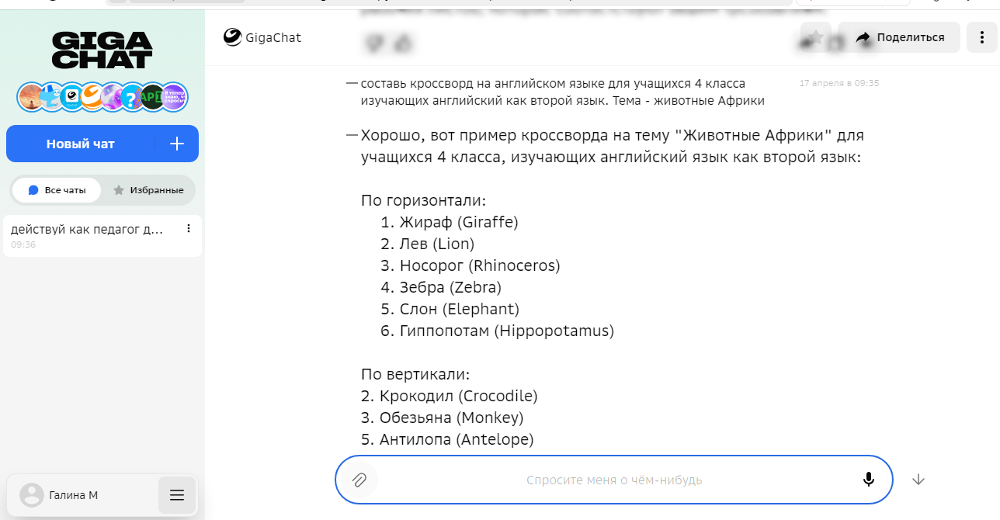 GIGA
CHAT
Новый чат
Все чаты
Избранные
действуй как педагог д...
09:36
Галина М
GigaChat
Поделиться
— составь кроссворд на английском языке для учащихся 4 класса
изучающих английский как второй язык. Тема - животные Африки
17 апреля в 09:35
— Хорошо, вот пример кроссворда на тему "Животные Африки" для
учащихся 4 класса, изучающих английский язык как второй язык:
По горизонтали:
1. Жираф (Giraffe)
2. Лев (Lion)
3. Носорог (Rhinoceros)
4. Зебра (Zebra)
5. Слон (Elephant)
6. Гиппопотам (Hippopotamus)
По вертикали:
2. Крокодил (Crocodile)
3. Обезьяна (Monkey)
5. Антилопа (Antelope)
Спросите меня о чём-нибудь